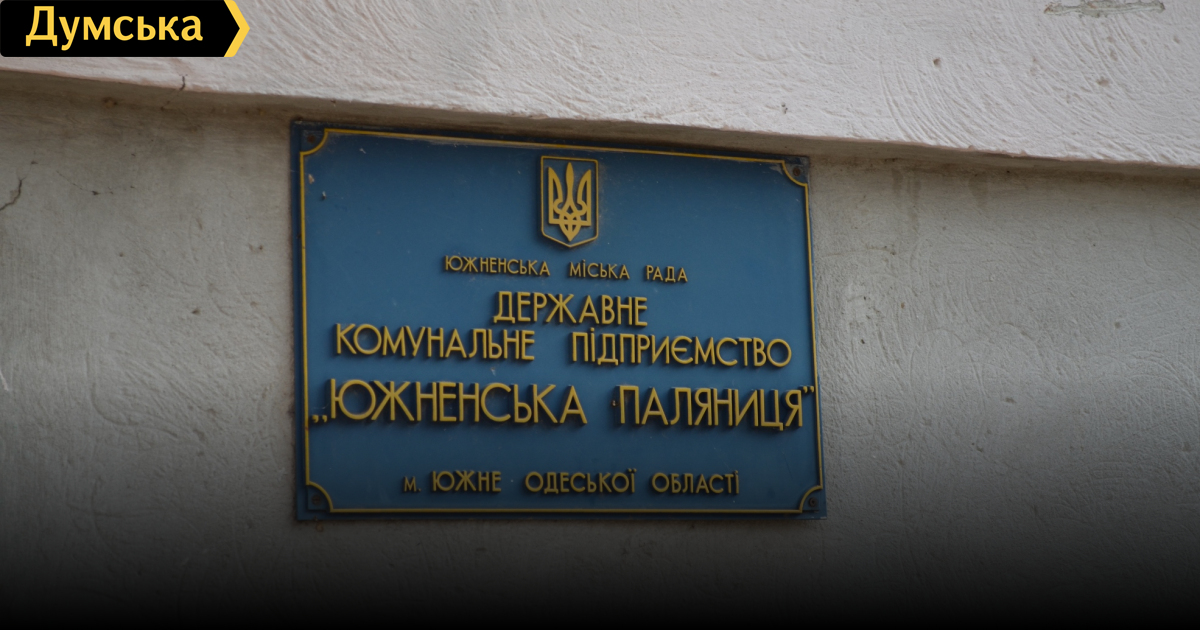 Думська
ЮЖНЕНСЬКА МІСЬКА РАДА
ДЕРЖАВНЕ
КОМУНАЛЬНЕ ПІДПРИЄМСТВО
„ЮЖНЕНСЬКА ПАЛЯНИЦЯ”
м. ЮЖНЕ ОДЕСЬКОЇ ОБЛАСТІ